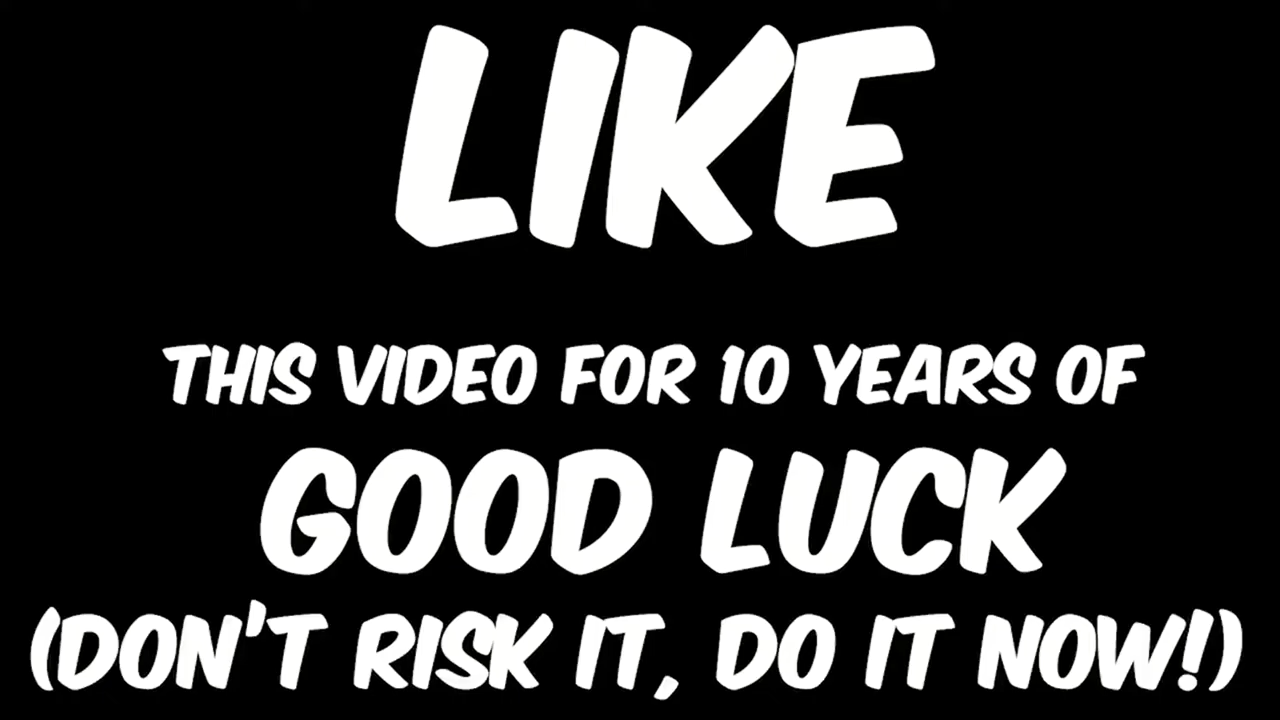 LIKE
THIS VIDEO FOR 10 YEARS OF
GOOD LUCK
(DON'T RISK IT, DO IT NOW!)